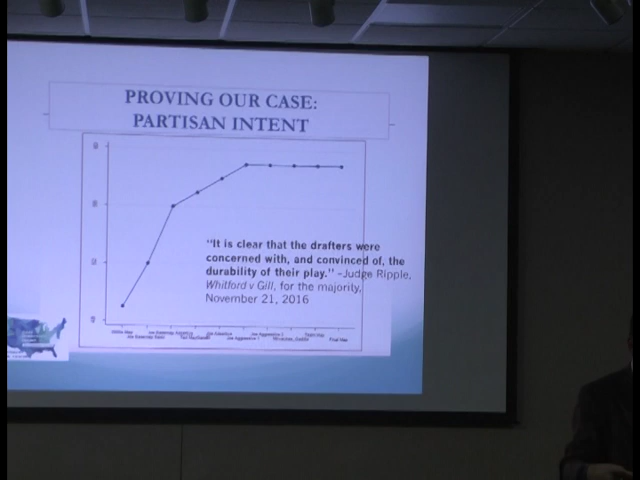 PROVING OUR CASE:
PARTISAN INTENT
"It is clear that the drafters were
concerned with, and convinced of, the
durability of their play." -Judge Ripple,
Whitford v Gill, for the majority,
November 21, 2016
Final Map